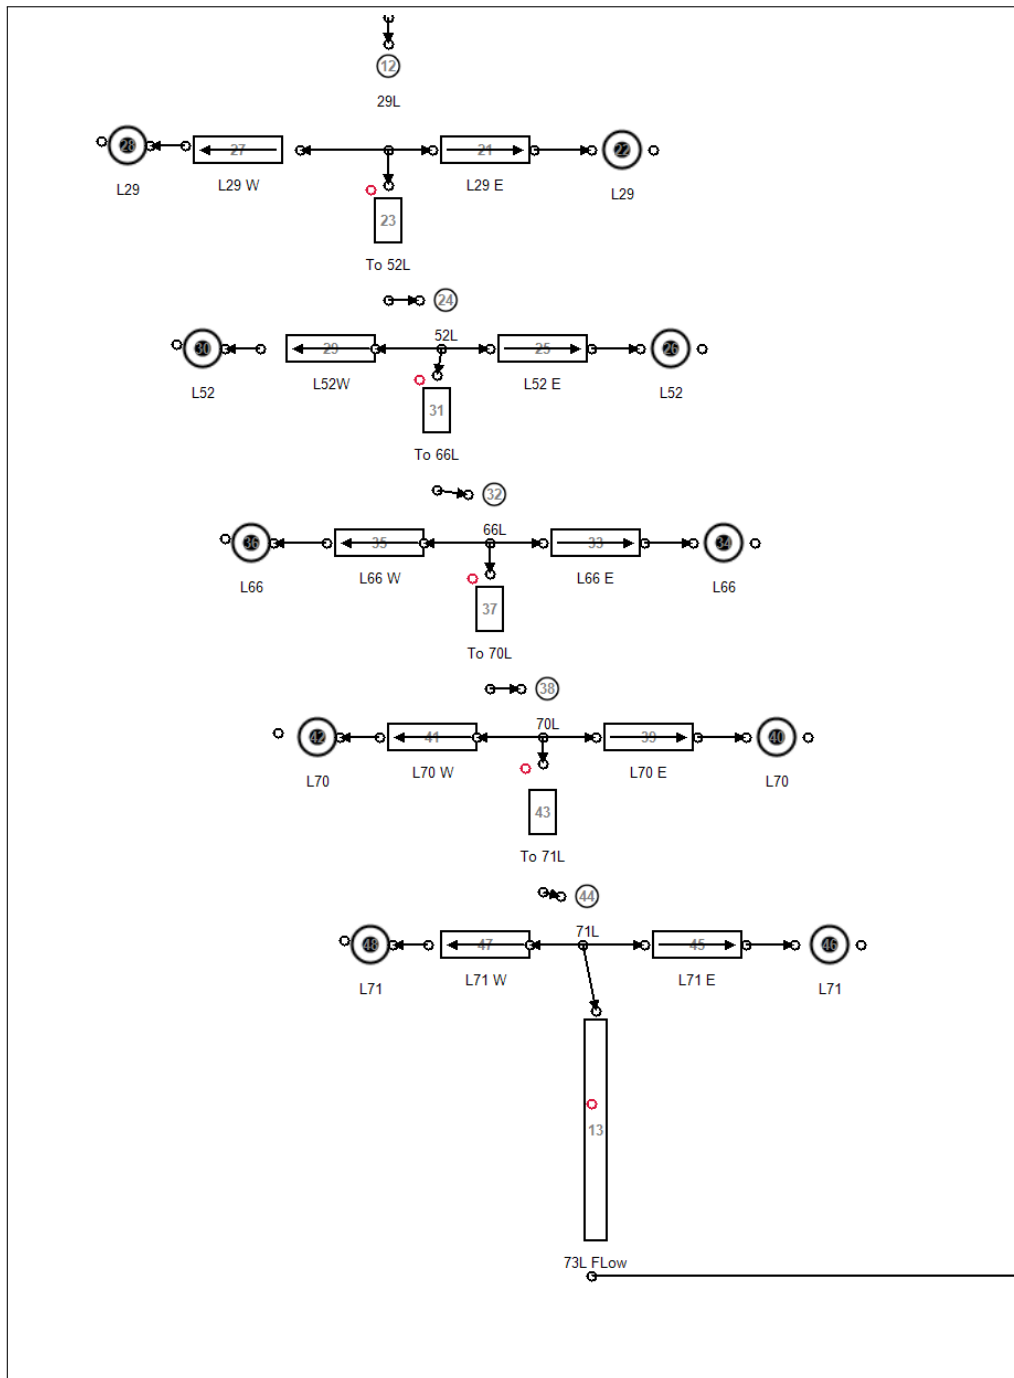 12
29L
28 27 21 22
L29 L29 W L29 E L29
23
To 52L
24
52L
30 29 25 26
L52 L52W L52 E L52
31
To 66L
32
66L
36 35 33 34
L66 L66 W L66 E L66
37
To 70L
38
70L
42 41 39 40
L70 L70 W L70 E L70
43
To 71L
44
71L
48 47 45 46
L71 L71 W L71 E L71
13
73L FLow